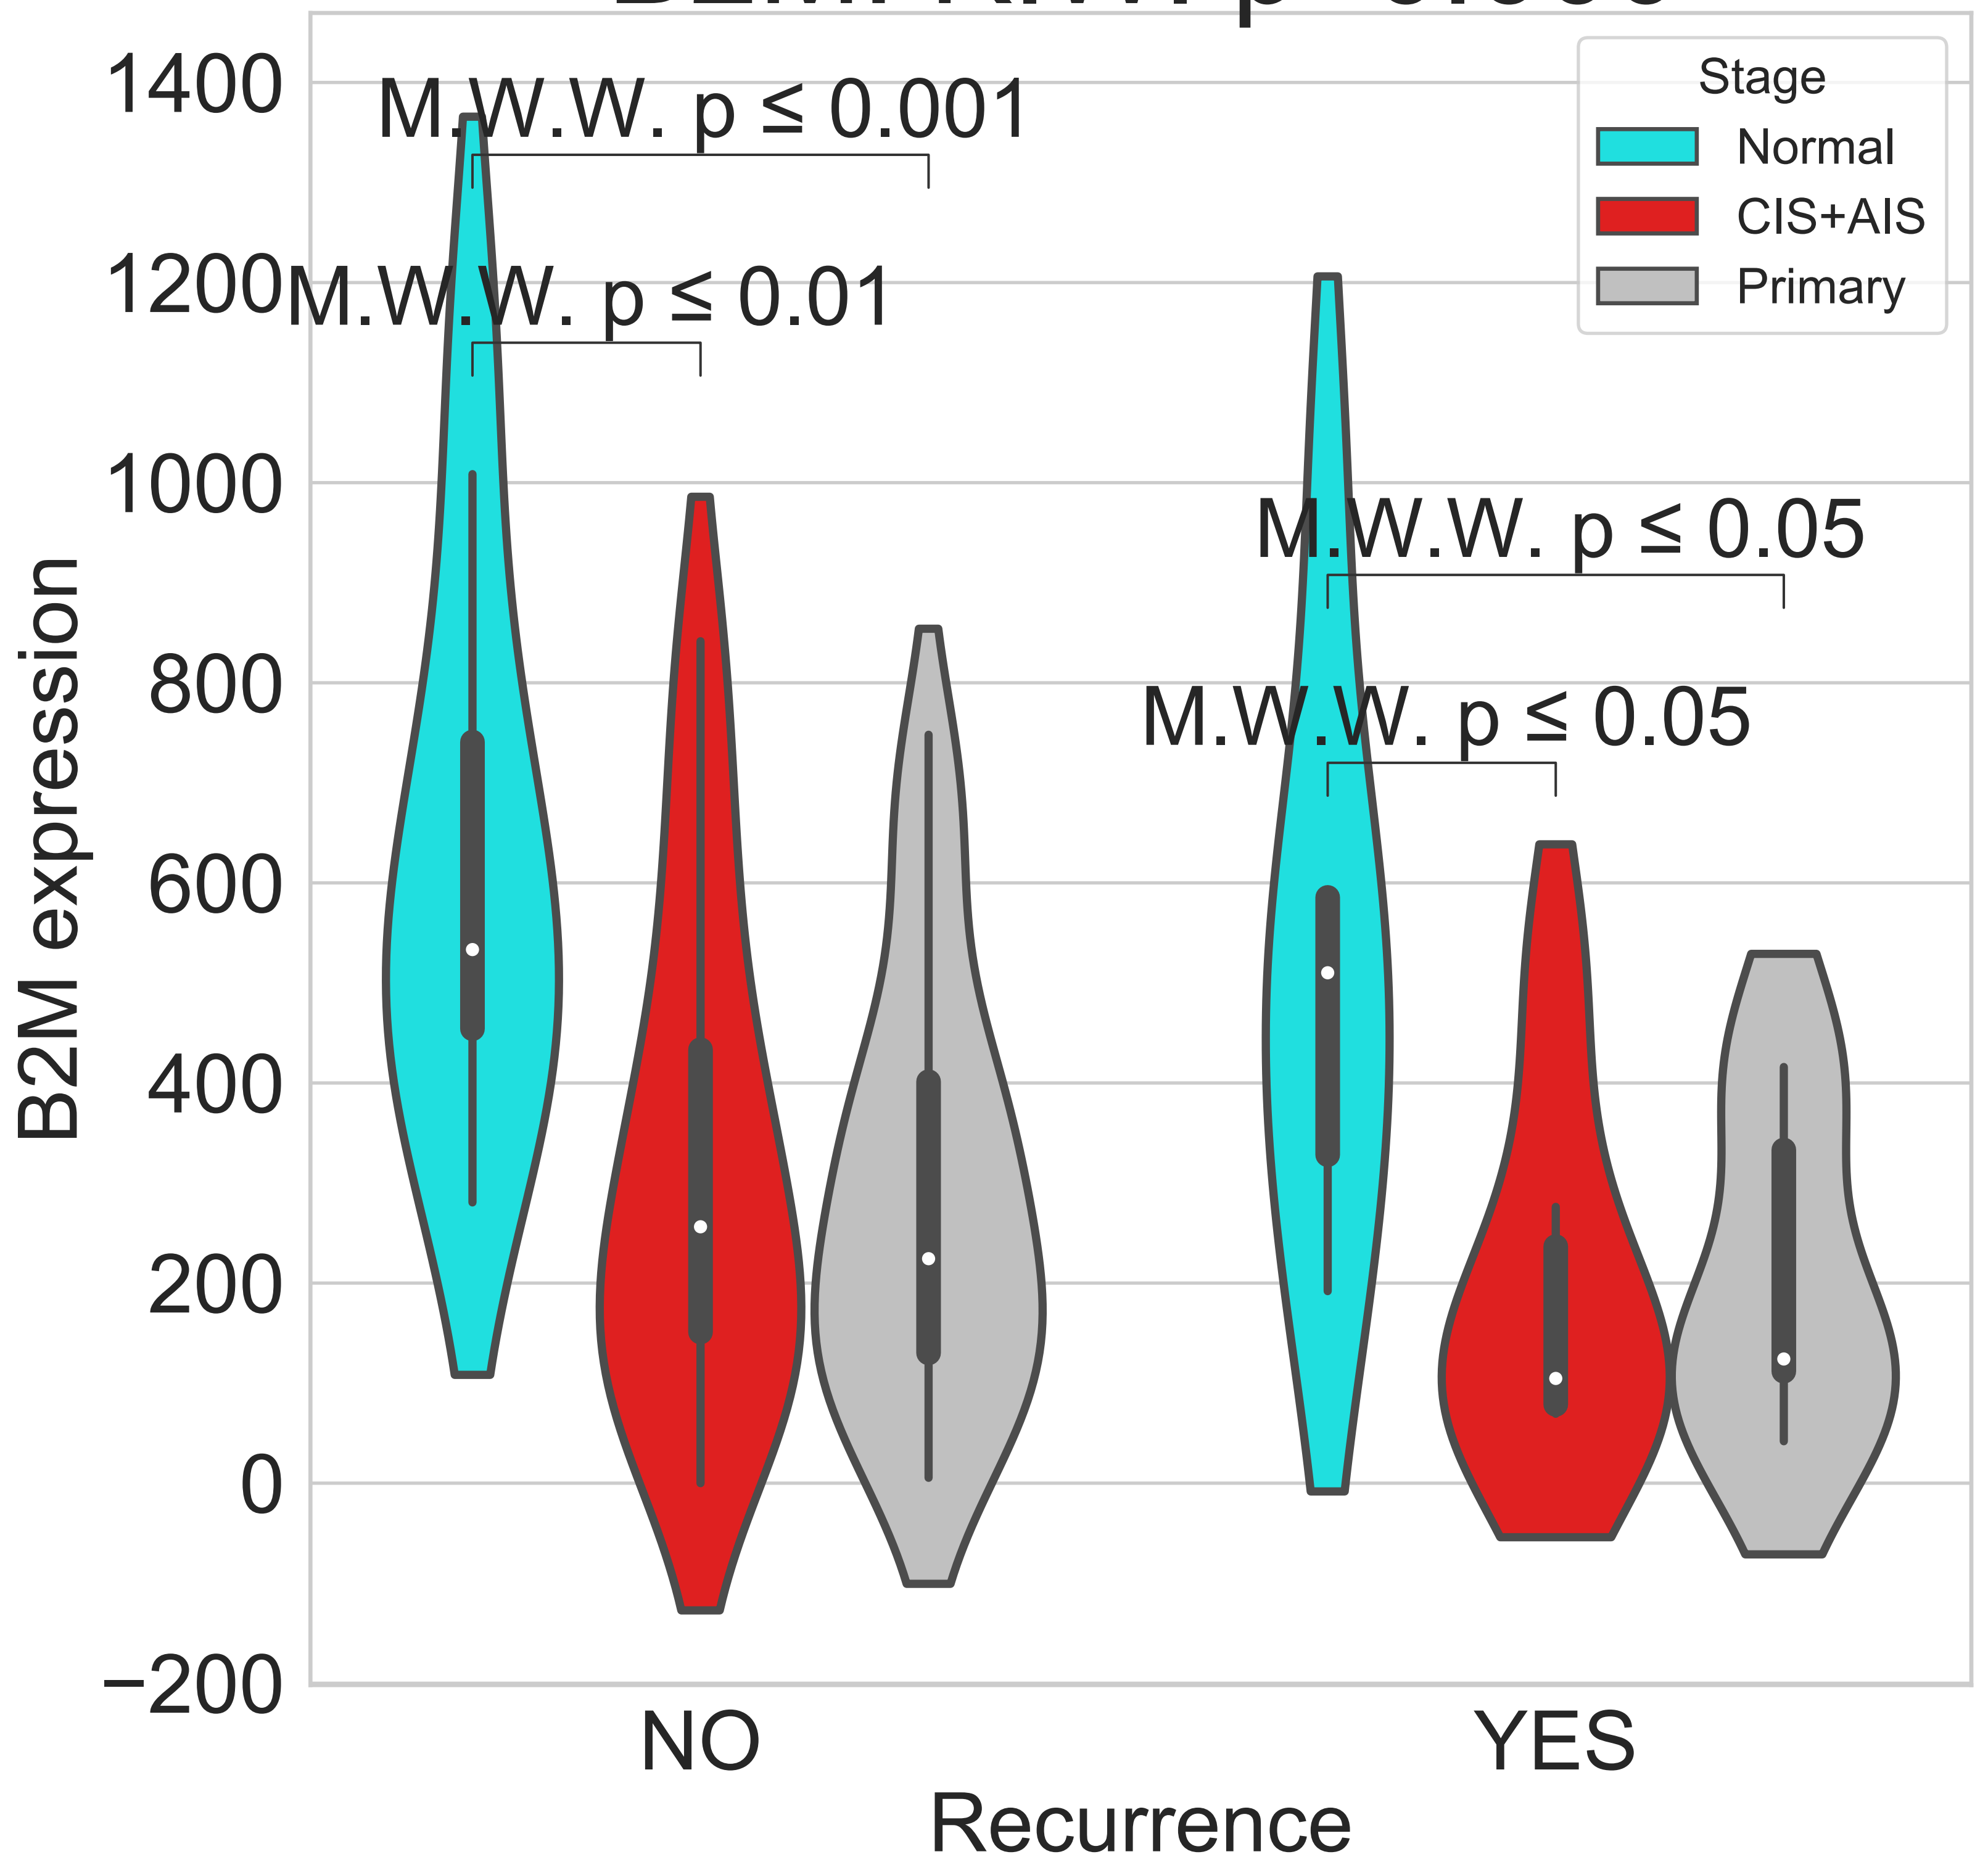 1400
1200
1000
800
600
400
200
0
−200
B2M expression
M.W.W. p ≤ 0.001
M.W.W. p ≤ 0.01
M.W.W. p ≤ 0.05
M.W.W. p ≤ 0.05
Stage
Normal
CIS+AIS
Primary
NO
YES
Recurrence